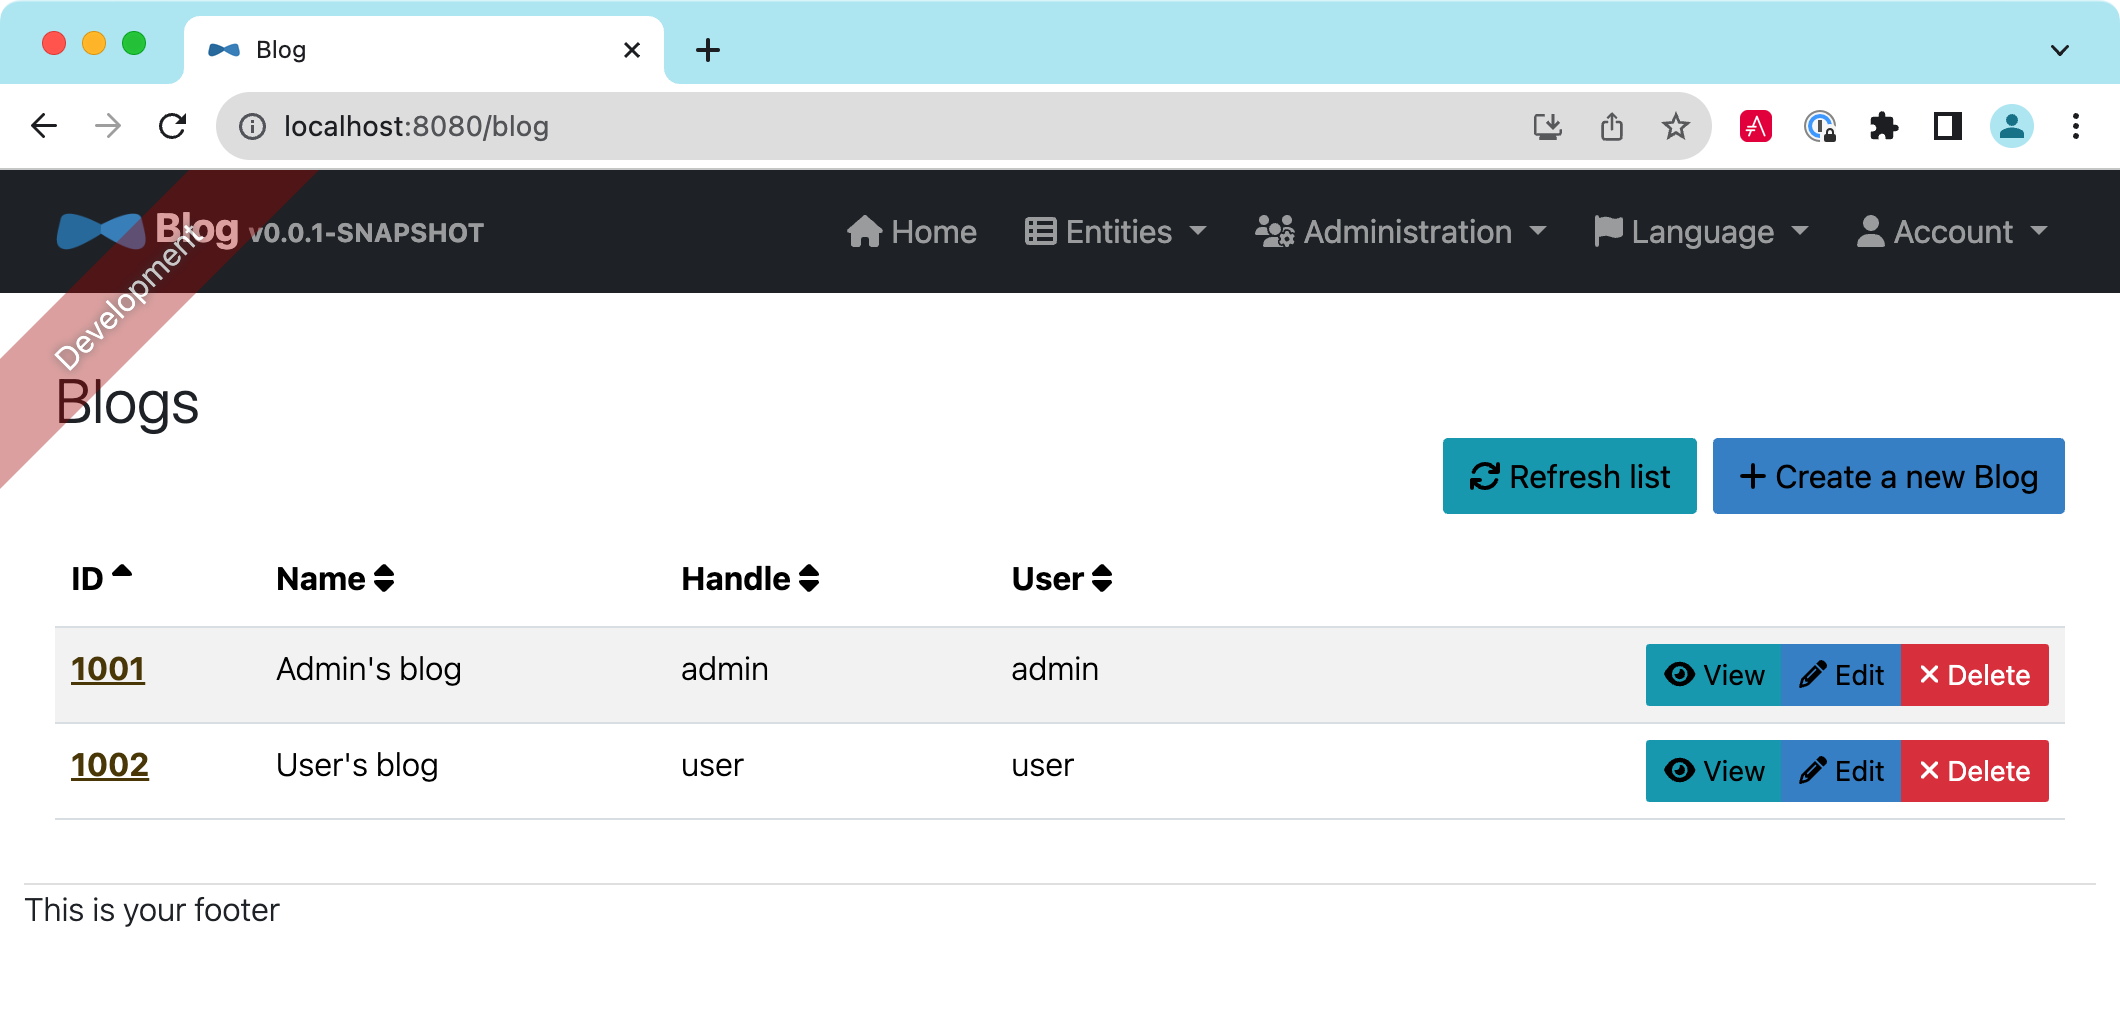 Blog
localhost:8080/blog
Blog v0.0.1-SNAPSHOT Home Entities Administration Language Account
Development
Blogs
Refresh list Create a new Blog
ID Name Handle User
1001 Admin's blog admin admin View Edit Delete
1002 User's blog user user View Edit Delete
This is your footer